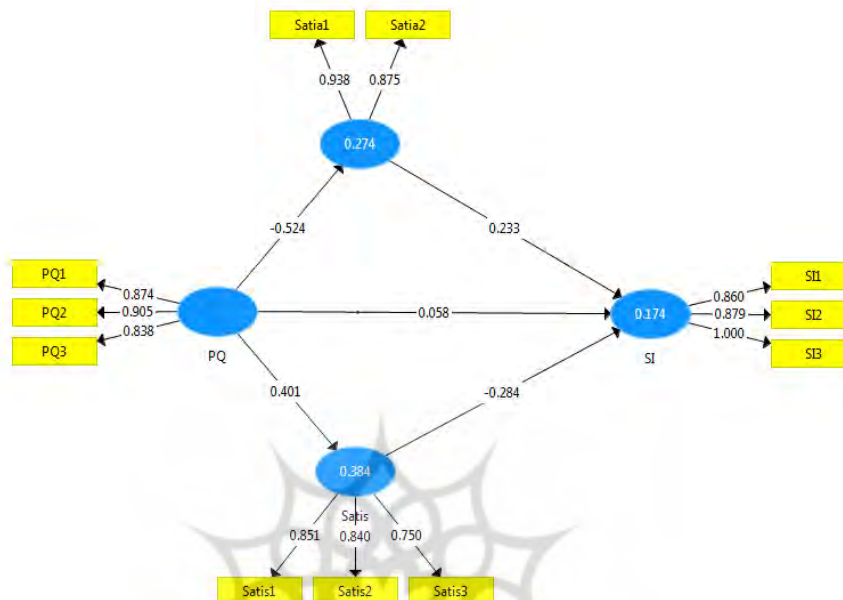 Satia1 Satia2
0.938 0.875
0.274
-0.524 0.233
PQ1
0.874
PQ2
0.905
PQ3
0.838
PQ
0.058
0.174
SI
0.860
SI1
0.879
SI2
1.000
SI3
0.401 -0.284
0.384
Satis
0.851 0.840 0.750
Satis1 Satis2 Satis3